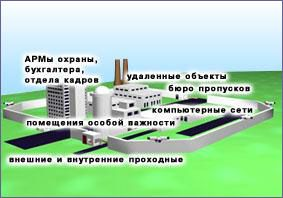 АРМы охраны,
бухгалтера,
отдела кадров
удаленные объекты
бюро пропусков
компьютерные сети
помещения особой важности
внешние и внутренние проходные